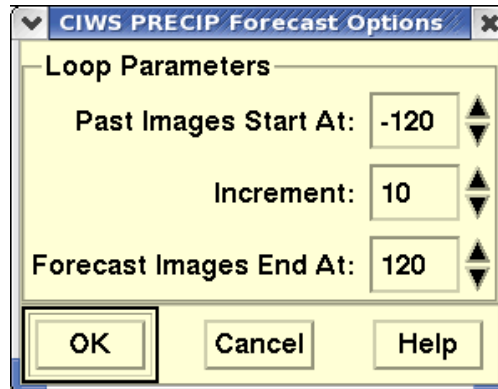 CIWS PRECIP Forecast Options
Loop Parameters
Past Images Start At: -120
Increment: 10
Forecast Images End At: 120
OK Cancel Help